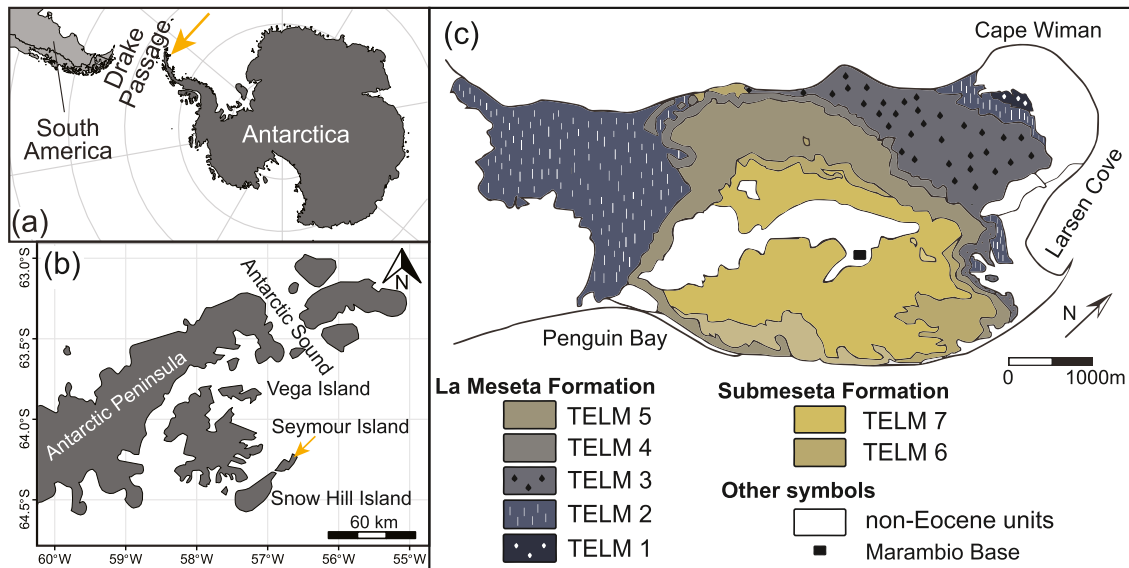 (a)
Drake
Passage
South
America
Antarctica
(b)
N
63.0°S
63.5°S
64.0°S
64.5°S
Antarctic Sound
Antarctic Peninsula
Vega Island
Seymour Island
Snow Hill Island
60 km
60°W 59°W 58°W 57°W 56°W 55°W
(c)
Cape Wiman
Larsen Cove
Penguin Bay
N
0 1000m
La Meseta Formation
TELM 5
TELM 4
TELM 3
TELM 2
TELM 1
Submeseta Formation
TELM 7
TELM 6
Other symbols
non-Eocene units
Marambio Base